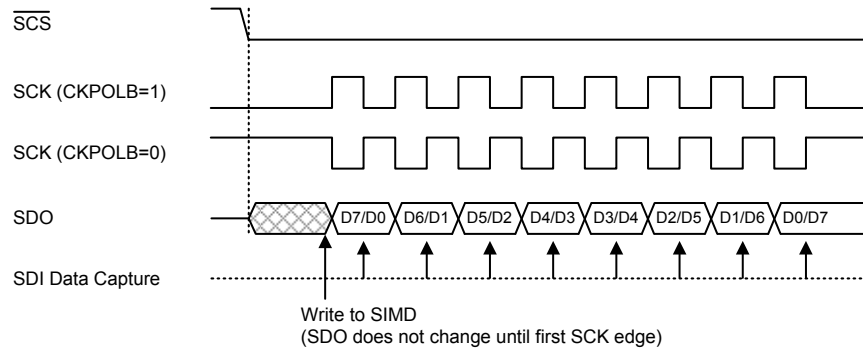 SCS
SCK (CKPOLB=1)
SCK (CKPOLB=0)
SDO
D7/D0 D6/D1 D5/D2 D4/D3 D3/D4 D2/D5 D1/D6 D0/D7
SDI Data Capture
Write to SIMD
(SDO does not change until first SCK edge)